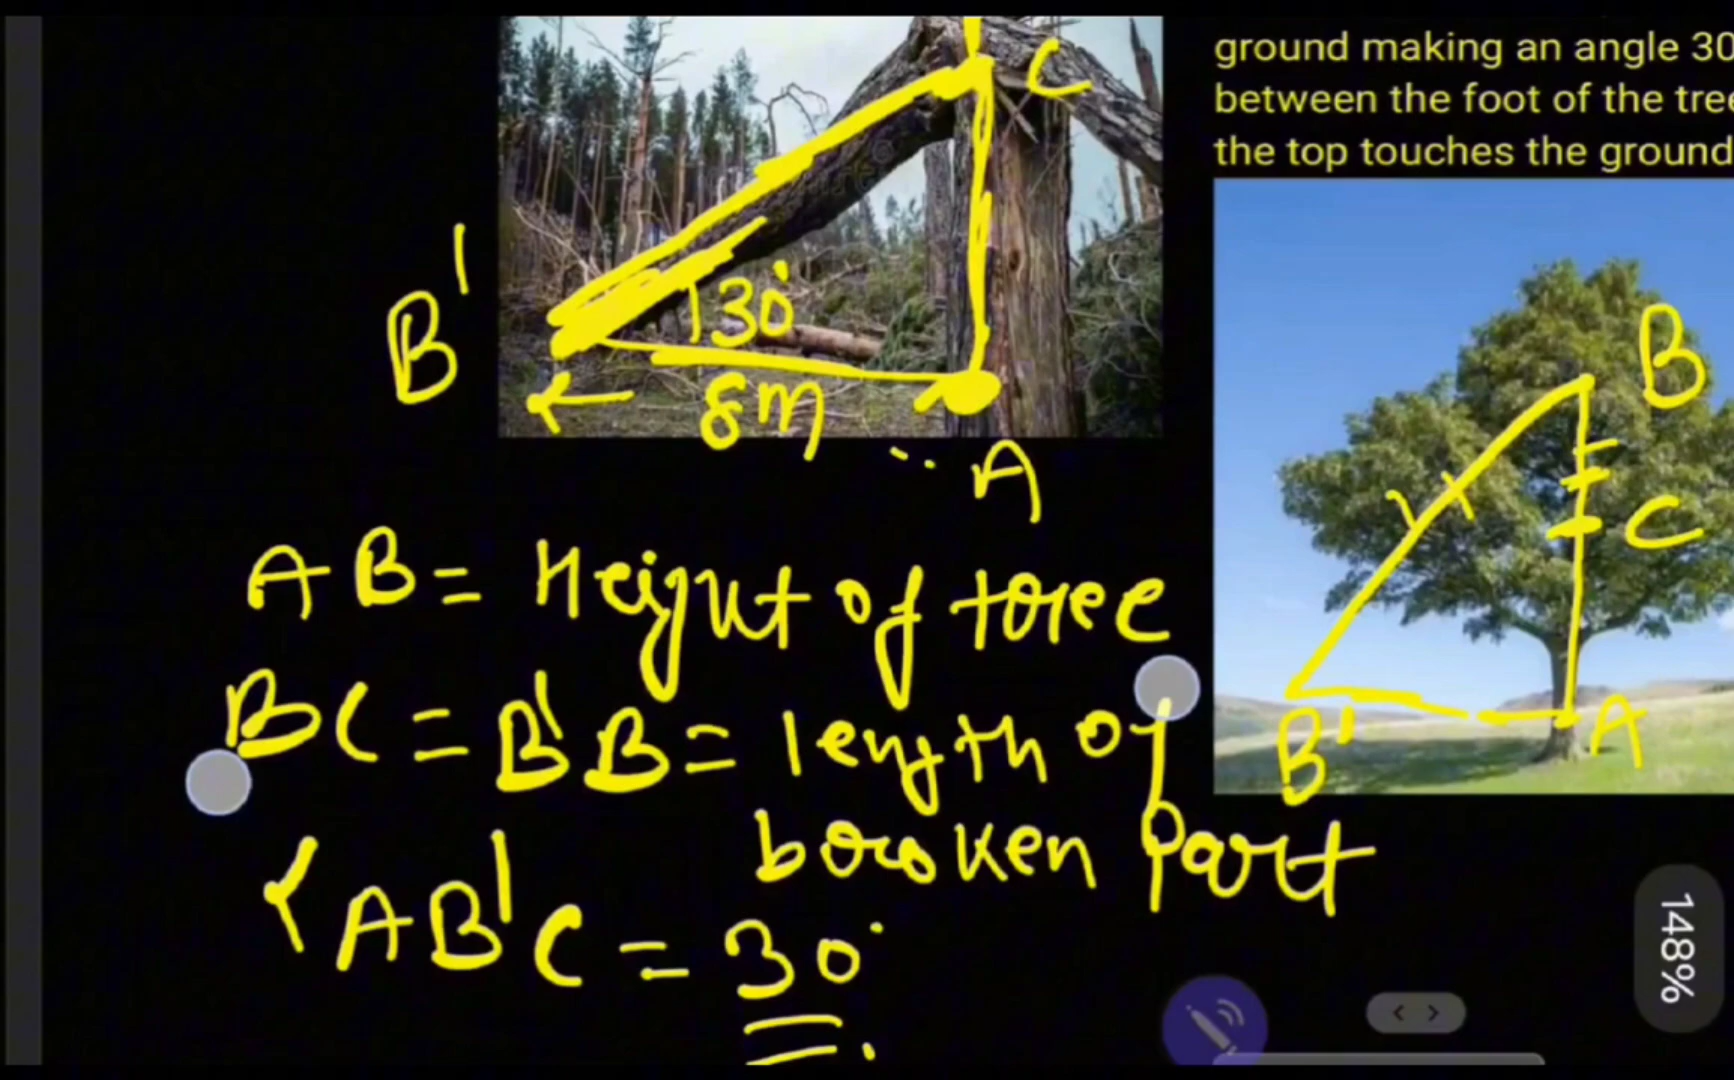 ground making an angle 30
between the foot of the tree
the top touches the ground
C
B'
30°
8m
A
B
C
B'
A
AB = Height of tree
BC = B'B = length of
broken part
∠AB'C = 30°
148%
< >